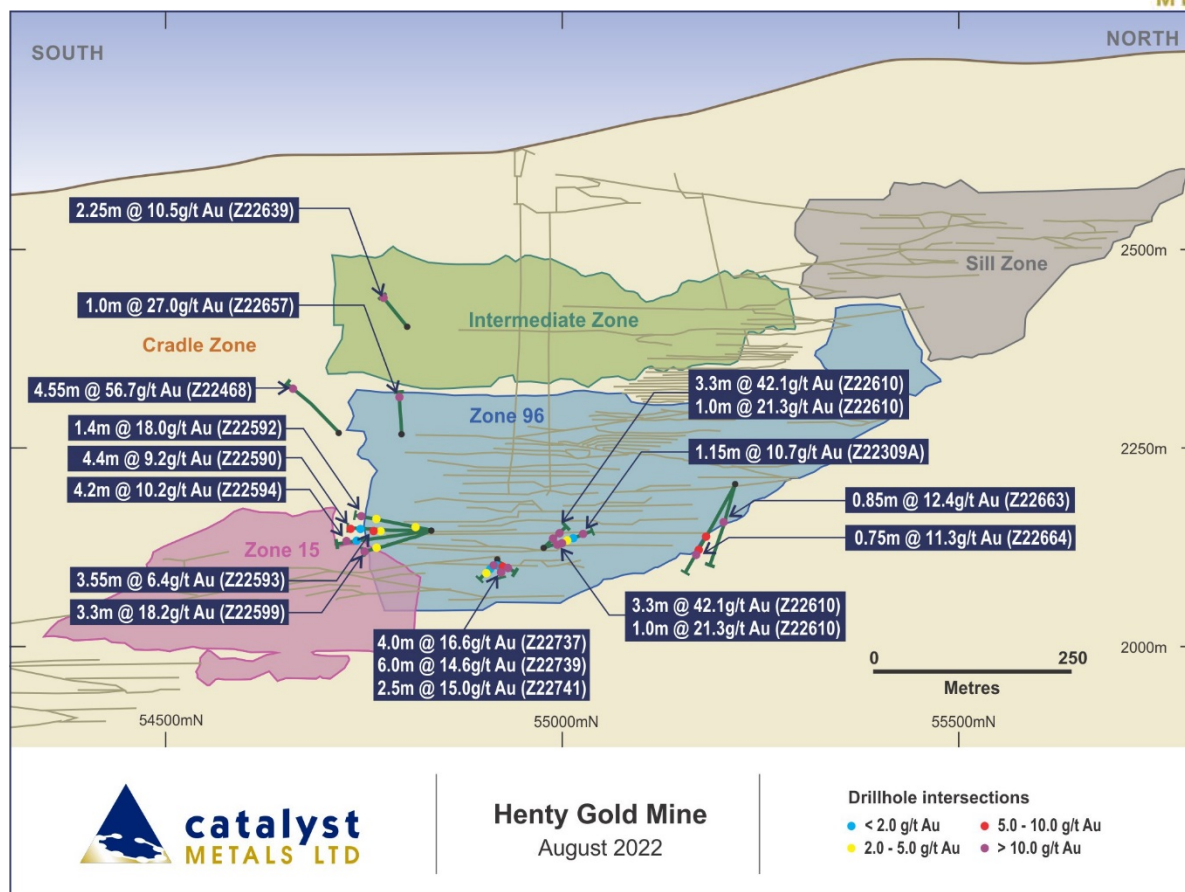 SOUTH
NORTH
2.25m @ 10.5g/t Au (Z22639)
1.0m @ 27.0g/t Au (Z22657)
Cradle Zone
4.55m @ 56.7g/t Au (Z22468)
1.4m @ 18.0g/t Au (Z22592)
4.4m @ 9.2g/t Au (Z22590)
4.2m @ 10.2g/t Au (Z22594)
Zone 15
3.55m @ 6.4g/t Au (Z22593)
3.3m @ 18.2g/t Au (Z22599)
Intermediate Zone
Zone 96
Sill Zone
3.3m @ 42.1g/t Au (Z22610)
1.0m @ 21.3g/t Au (Z22610)
1.15m @ 10.7g/t Au (Z22309A)
0.85m @ 12.4g/t Au (Z22663)
0.75m @ 11.3g/t Au (Z22664)
3.3m @ 42.1g/t Au (Z22610)
1.0m @ 21.3g/t Au (Z22610)
4.0m @ 16.6g/t Au (Z22737)
6.0m @ 14.6g/t Au (Z22739)
2.5m @ 15.0g/t Au (Z22741)
2500m
2250m
2000m
0 250
Metres
54500mN 55000mN 55500mN
catalyst
METALS LTD
Henty Gold Mine
August 2022
Drillhole intersections
< 2.0 g/t Au
5.0 - 10.0 g/t Au
2.0 - 5.0 g/t Au
> 10.0 g/t Au